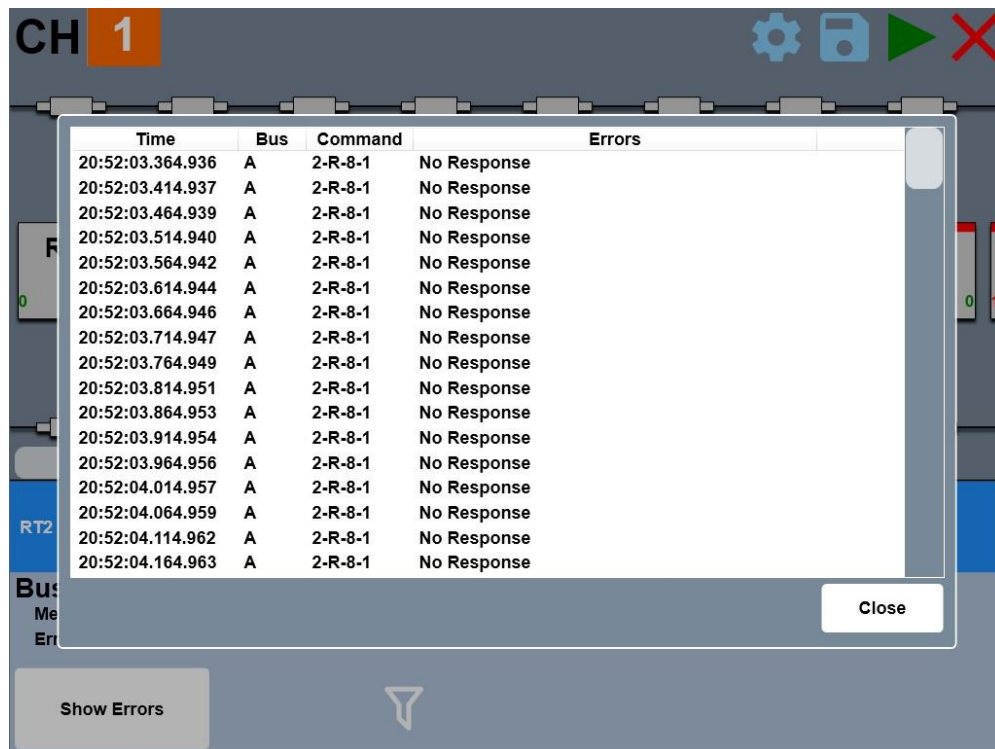 CH 1
Time Bus Command Errors
20:52:03.364.936 A 2-R-8-1 No Response
20:52:03.414.937 A 2-R-8-1 No Response
20:52:03.464.939 A 2-R-8-1 No Response
20:52:03.514.940 A 2-R-8-1 No Response
20:52:03.564.942 A 2-R-8-1 No Response
20:52:03.614.944 A 2-R-8-1 No Response
20:52:03.664.946 A 2-R-8-1 No Response
20:52:03.714.947 A 2-R-8-1 No Response
20:52:03.764.949 A 2-R-8-1 No Response
20:52:03.814.951 A 2-R-8-1 No Response
20:52:03.864.953 A 2-R-8-1 No Response
20:52:03.914.954 A 2-R-8-1 No Response
20:52:03.964.956 A 2-R-8-1 No Response
20:52:04.014.957 A 2-R-8-1 No Response
20:52:04.064.959 A 2-R-8-1 No Response
20:52:04.114.962 A 2-R-8-1 No Response
20:52:04.164.963 A 2-R-8-1 No Response
0
0
RT2
Close
Show Errors